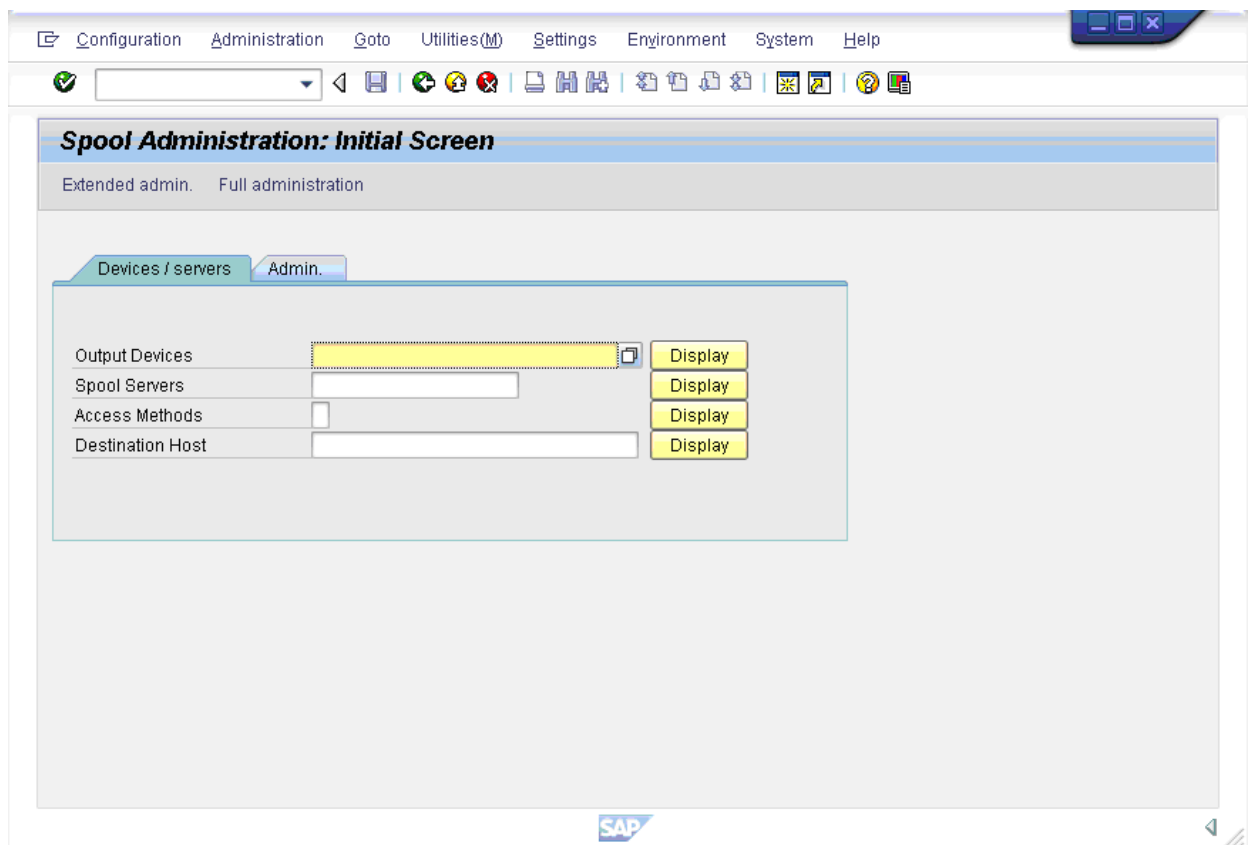 Configuration Administration Goto Utilities(M) Settings Environment System Help
Spool Administration: Initial Screen
Extended admin. Full administration
Devices / servers Admin.
Output Devices Display
Spool Servers Display
Access Methods Display
Destination Host Display
SAP